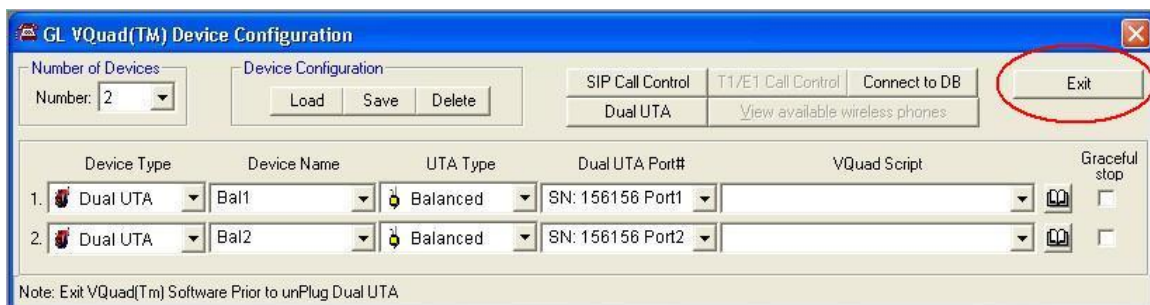 GL VQuad(TM) Device Configuration
Number of Devices
Device Configuration
Number: 2
Load Save Delete
SIP Call Control T1/E1 Call Control Connect to DB
Exit
Dual UTA View available wireless phones
Device Type Device Name UTA Type Dual UTA Port# VQuad Script Graceful stop
1. Dual UTA Bal1 Balanced SN: 156156 Port1
2. Dual UTA Bal2 Balanced SN: 156156 Port2
Note: Exit VQuad(Tm) Software Prior to unPlug Dual UTA